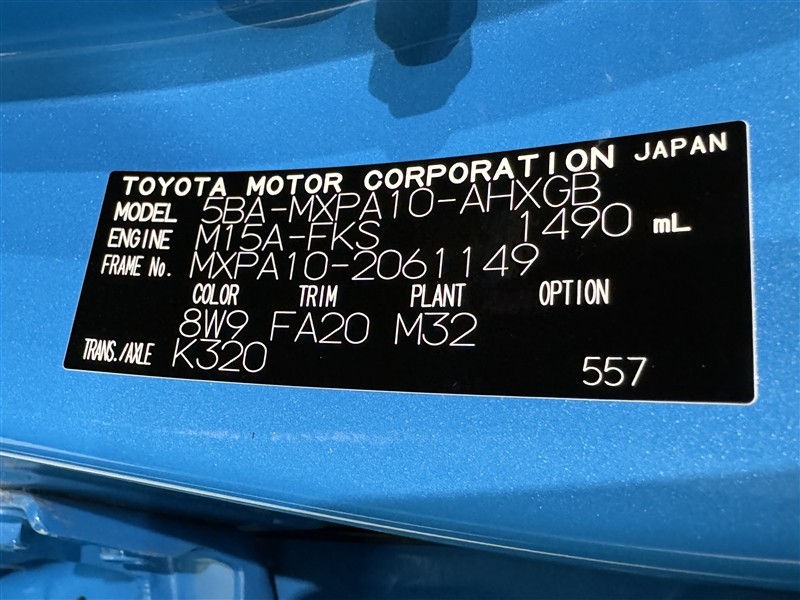 TOYOTA MOTOR CORPORATION JAPAN
MODEL 5BA-MXPA10-AHXGB
ENGINE M15A-FKS 1490 mL
FRAME No. MXPA10-2061149
COLOR TRIM PLANT OPTION
8W9 FA20 M32
TRANS./AXLE K320
557